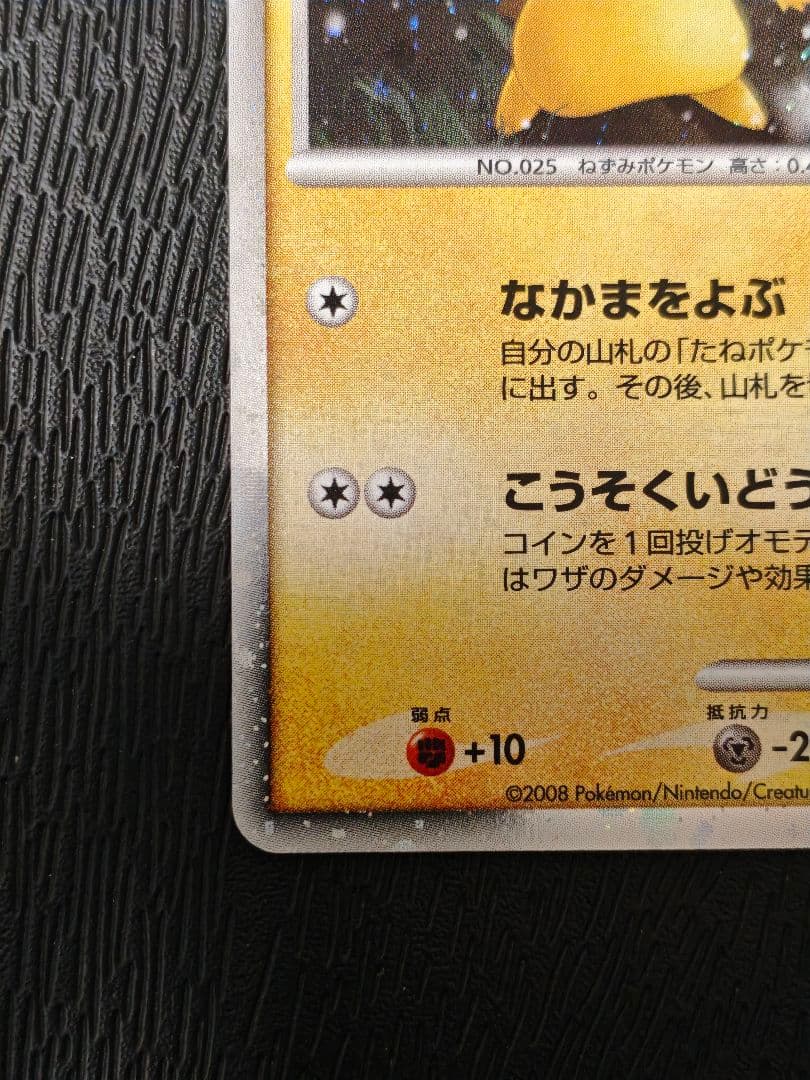 NO.025 ねずみポケモン 高さ:0.4
なかまをよぶ
自分の山札の「たねポケ
に出す。その後、山札を
こうそくいどう
コインを1回投げオモテ
はワザのダメージや効果
弱点
抵抗力
+10
-2
©2008 Pokémon/Nintendo/Creatu